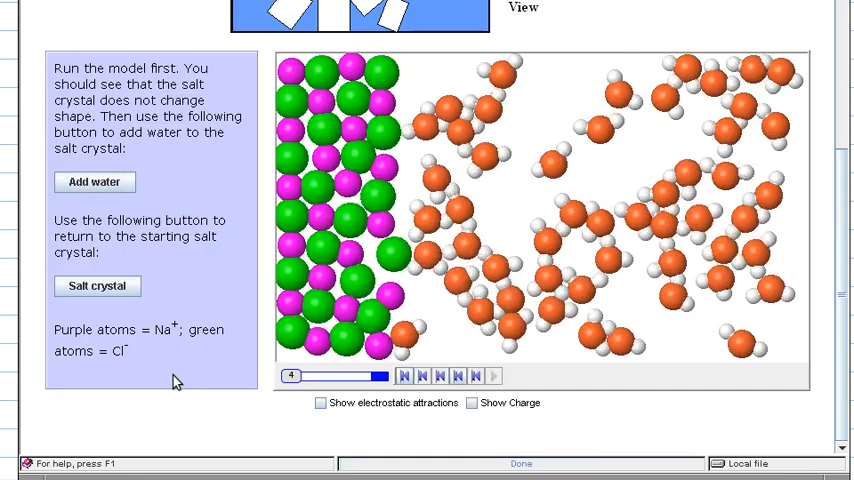 View
Run the model first. You
should see that the salt
crystal does not change
shape. Then use the following
button to add water to the
salt crystal:
Add water
Use the following button to
return to the starting salt
crystal:
Salt crystal
Purple atoms = Na+; green
atoms = Cl-
4
Show electrostatic attractions Show Charge
For help, press F1 Done Local file